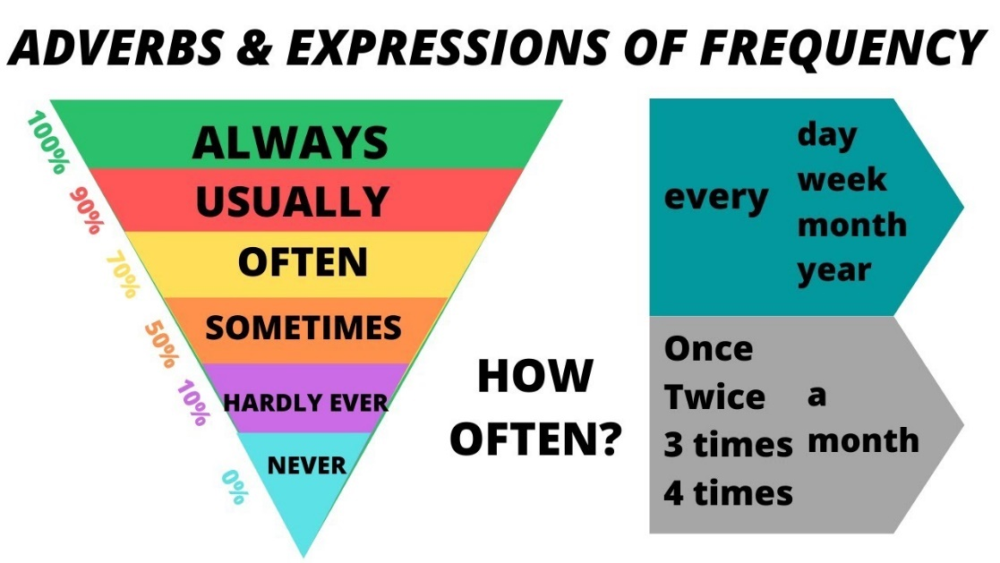 ADVERBS & EXPRESSIONS OF FREQUENCY
100%
ALWAYS
90%
USUALLY
70%
OFTEN
50%
SOMETIMES
10%
HARDLY EVER
0%
NEVER
HOW
OFTEN?
every
day
week
month
year
Once
Twice
3 times
4 times
a
month